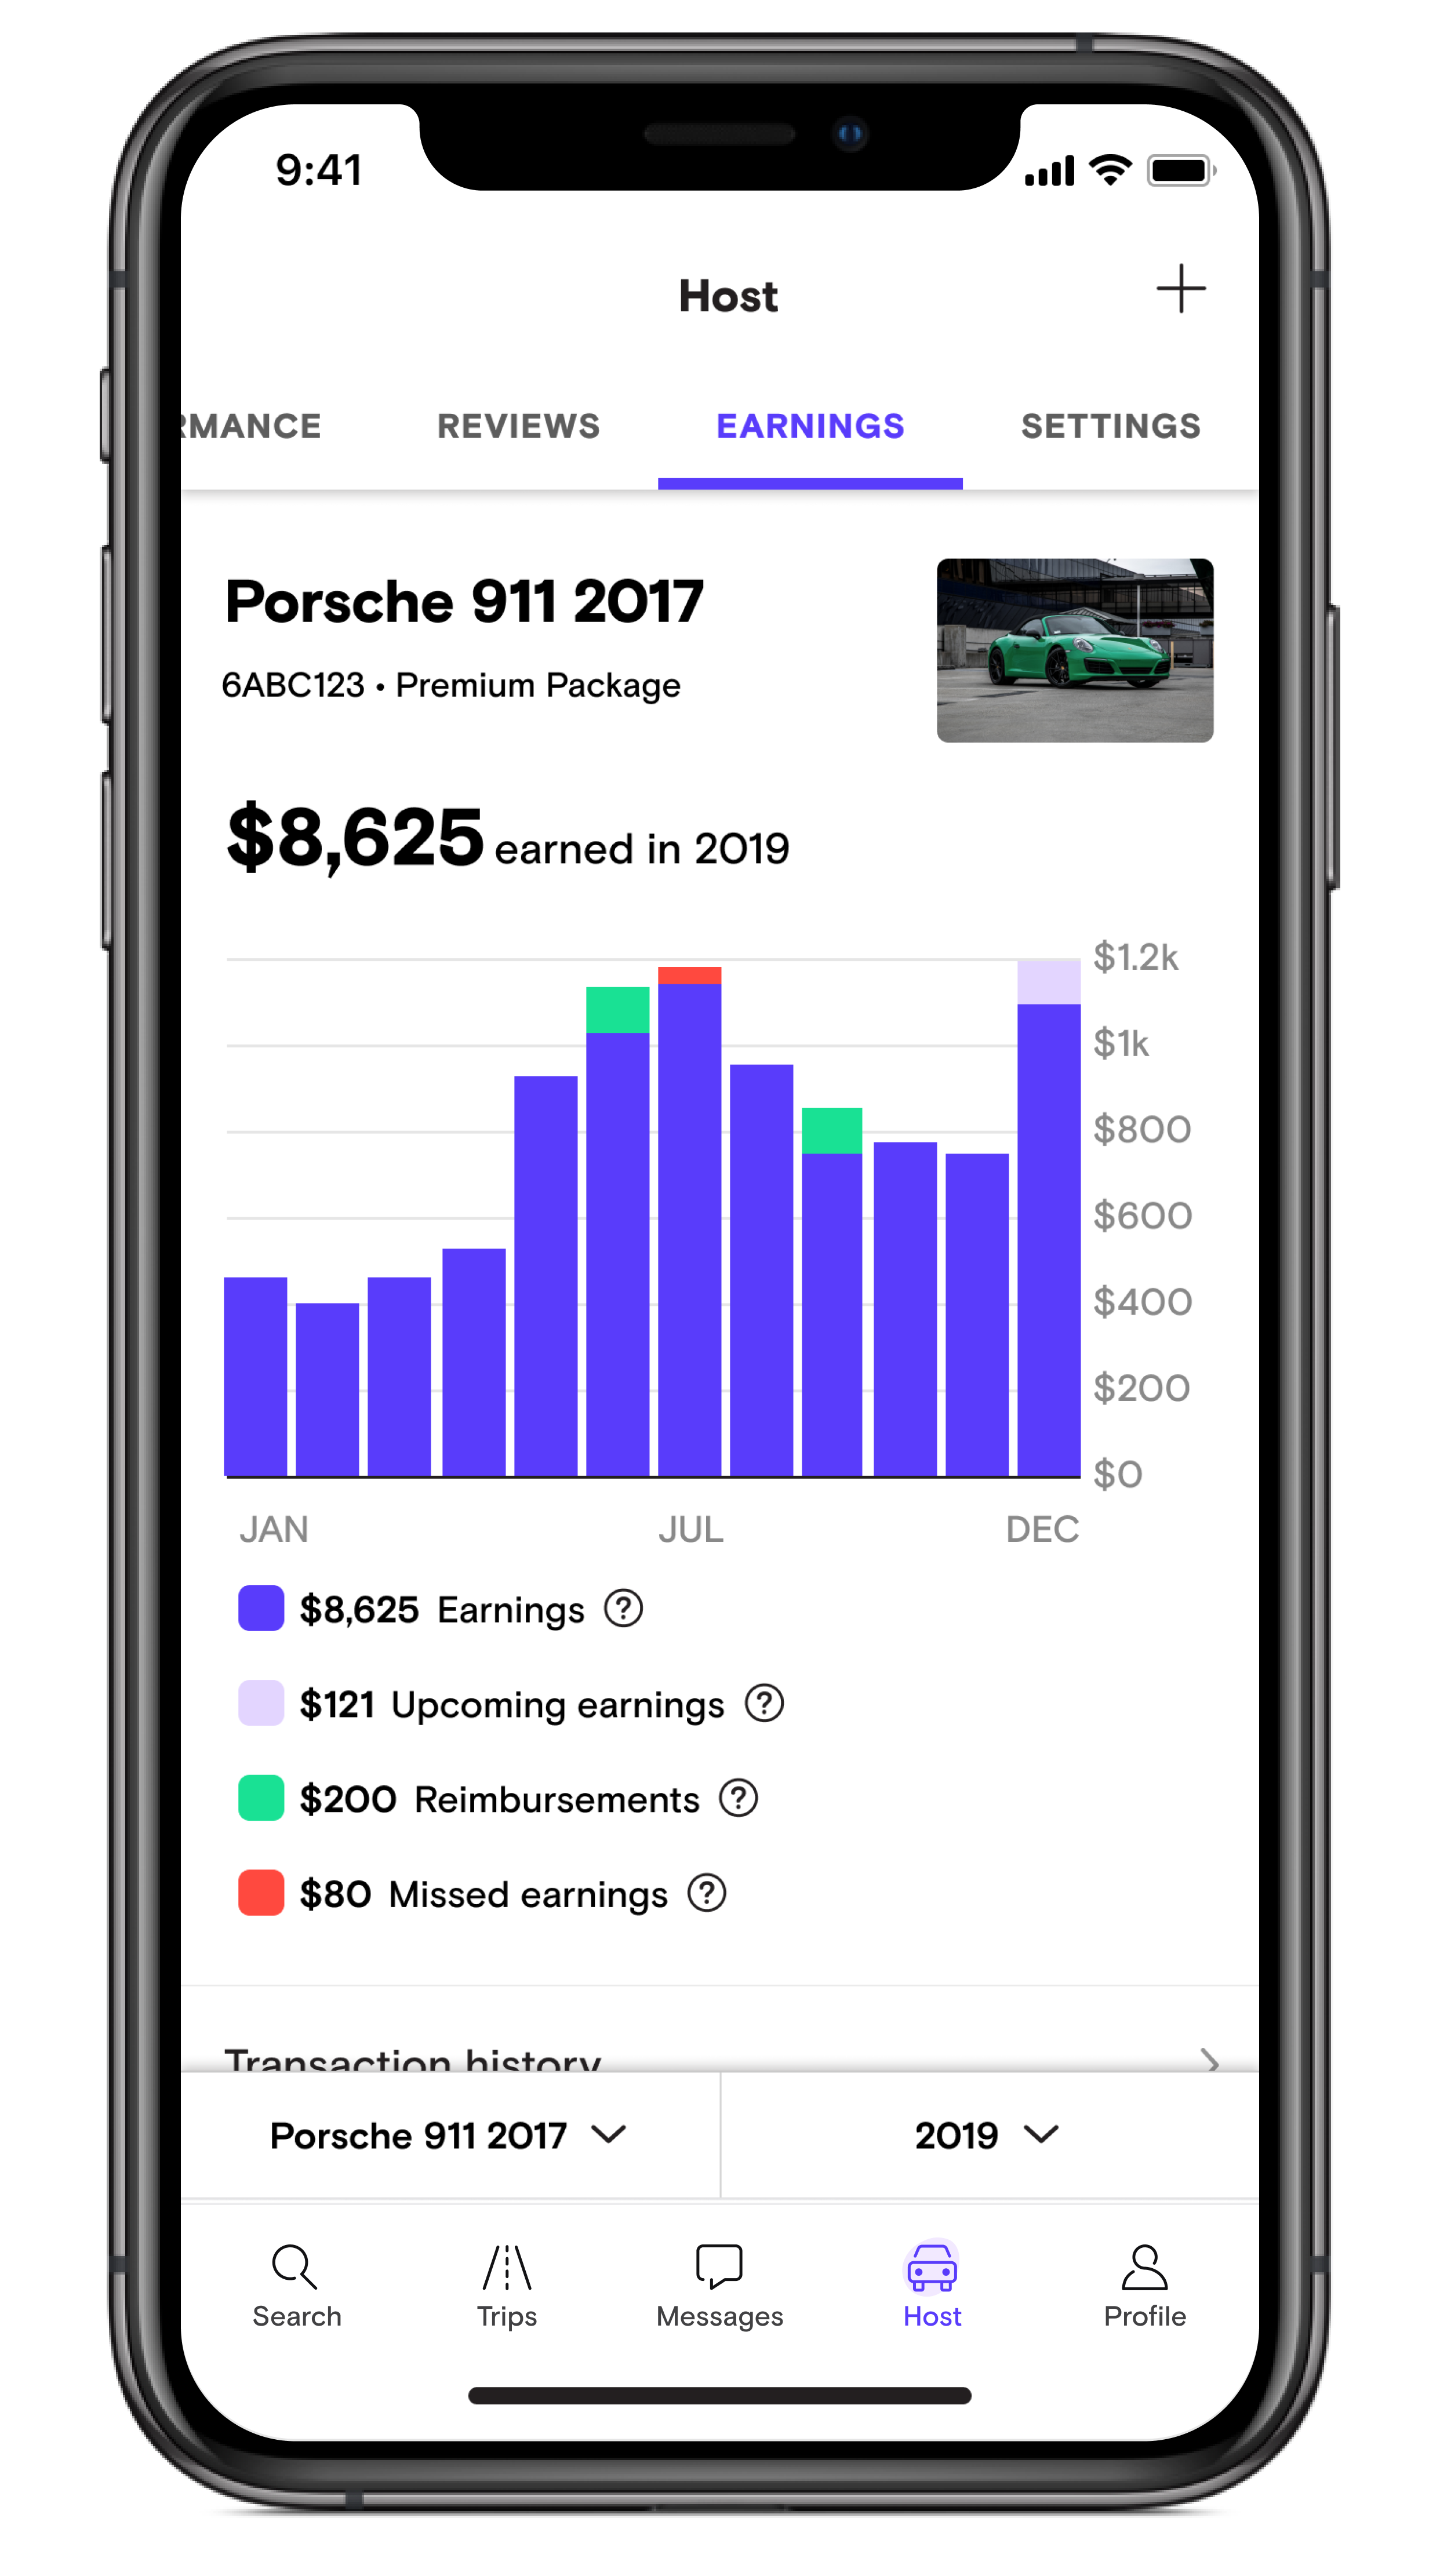 9:41
Host
RMANCE REVIEWS EARNINGS SETTINGS
Porsche 911 2017
6ABC123 • Premium Package
$8,625 earned in 2019
$1.2k
$1k
$800
$600
$400
$200
$0
JAN JUL DEC
$8,625 Earnings ?
$121 Upcoming earnings ?
$200 Reimbursements ?
$80 Missed earnings ?
Transaction history
Porsche 911 2017 2019
Search Trips Messages Host Profile